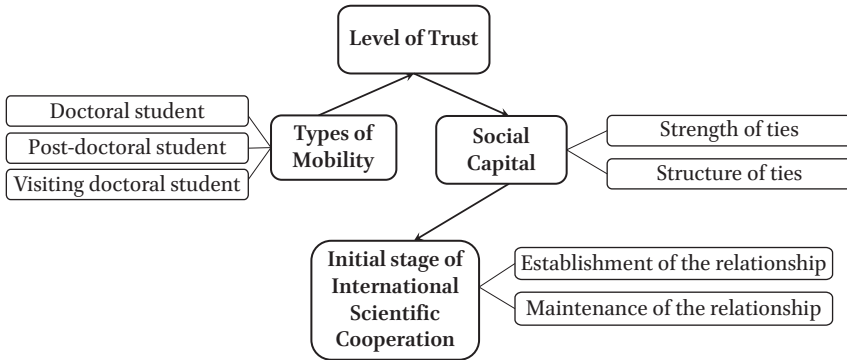 Level of Trust
Doctoral student
Post-doctoral student
Visiting doctoral student
Types of
Mobility
Social
Capital
Strength of ties
Structure of ties
Initial stage of
International
Scientific
Cooperation
Establishment of the relationship
Maintenance of the relationship